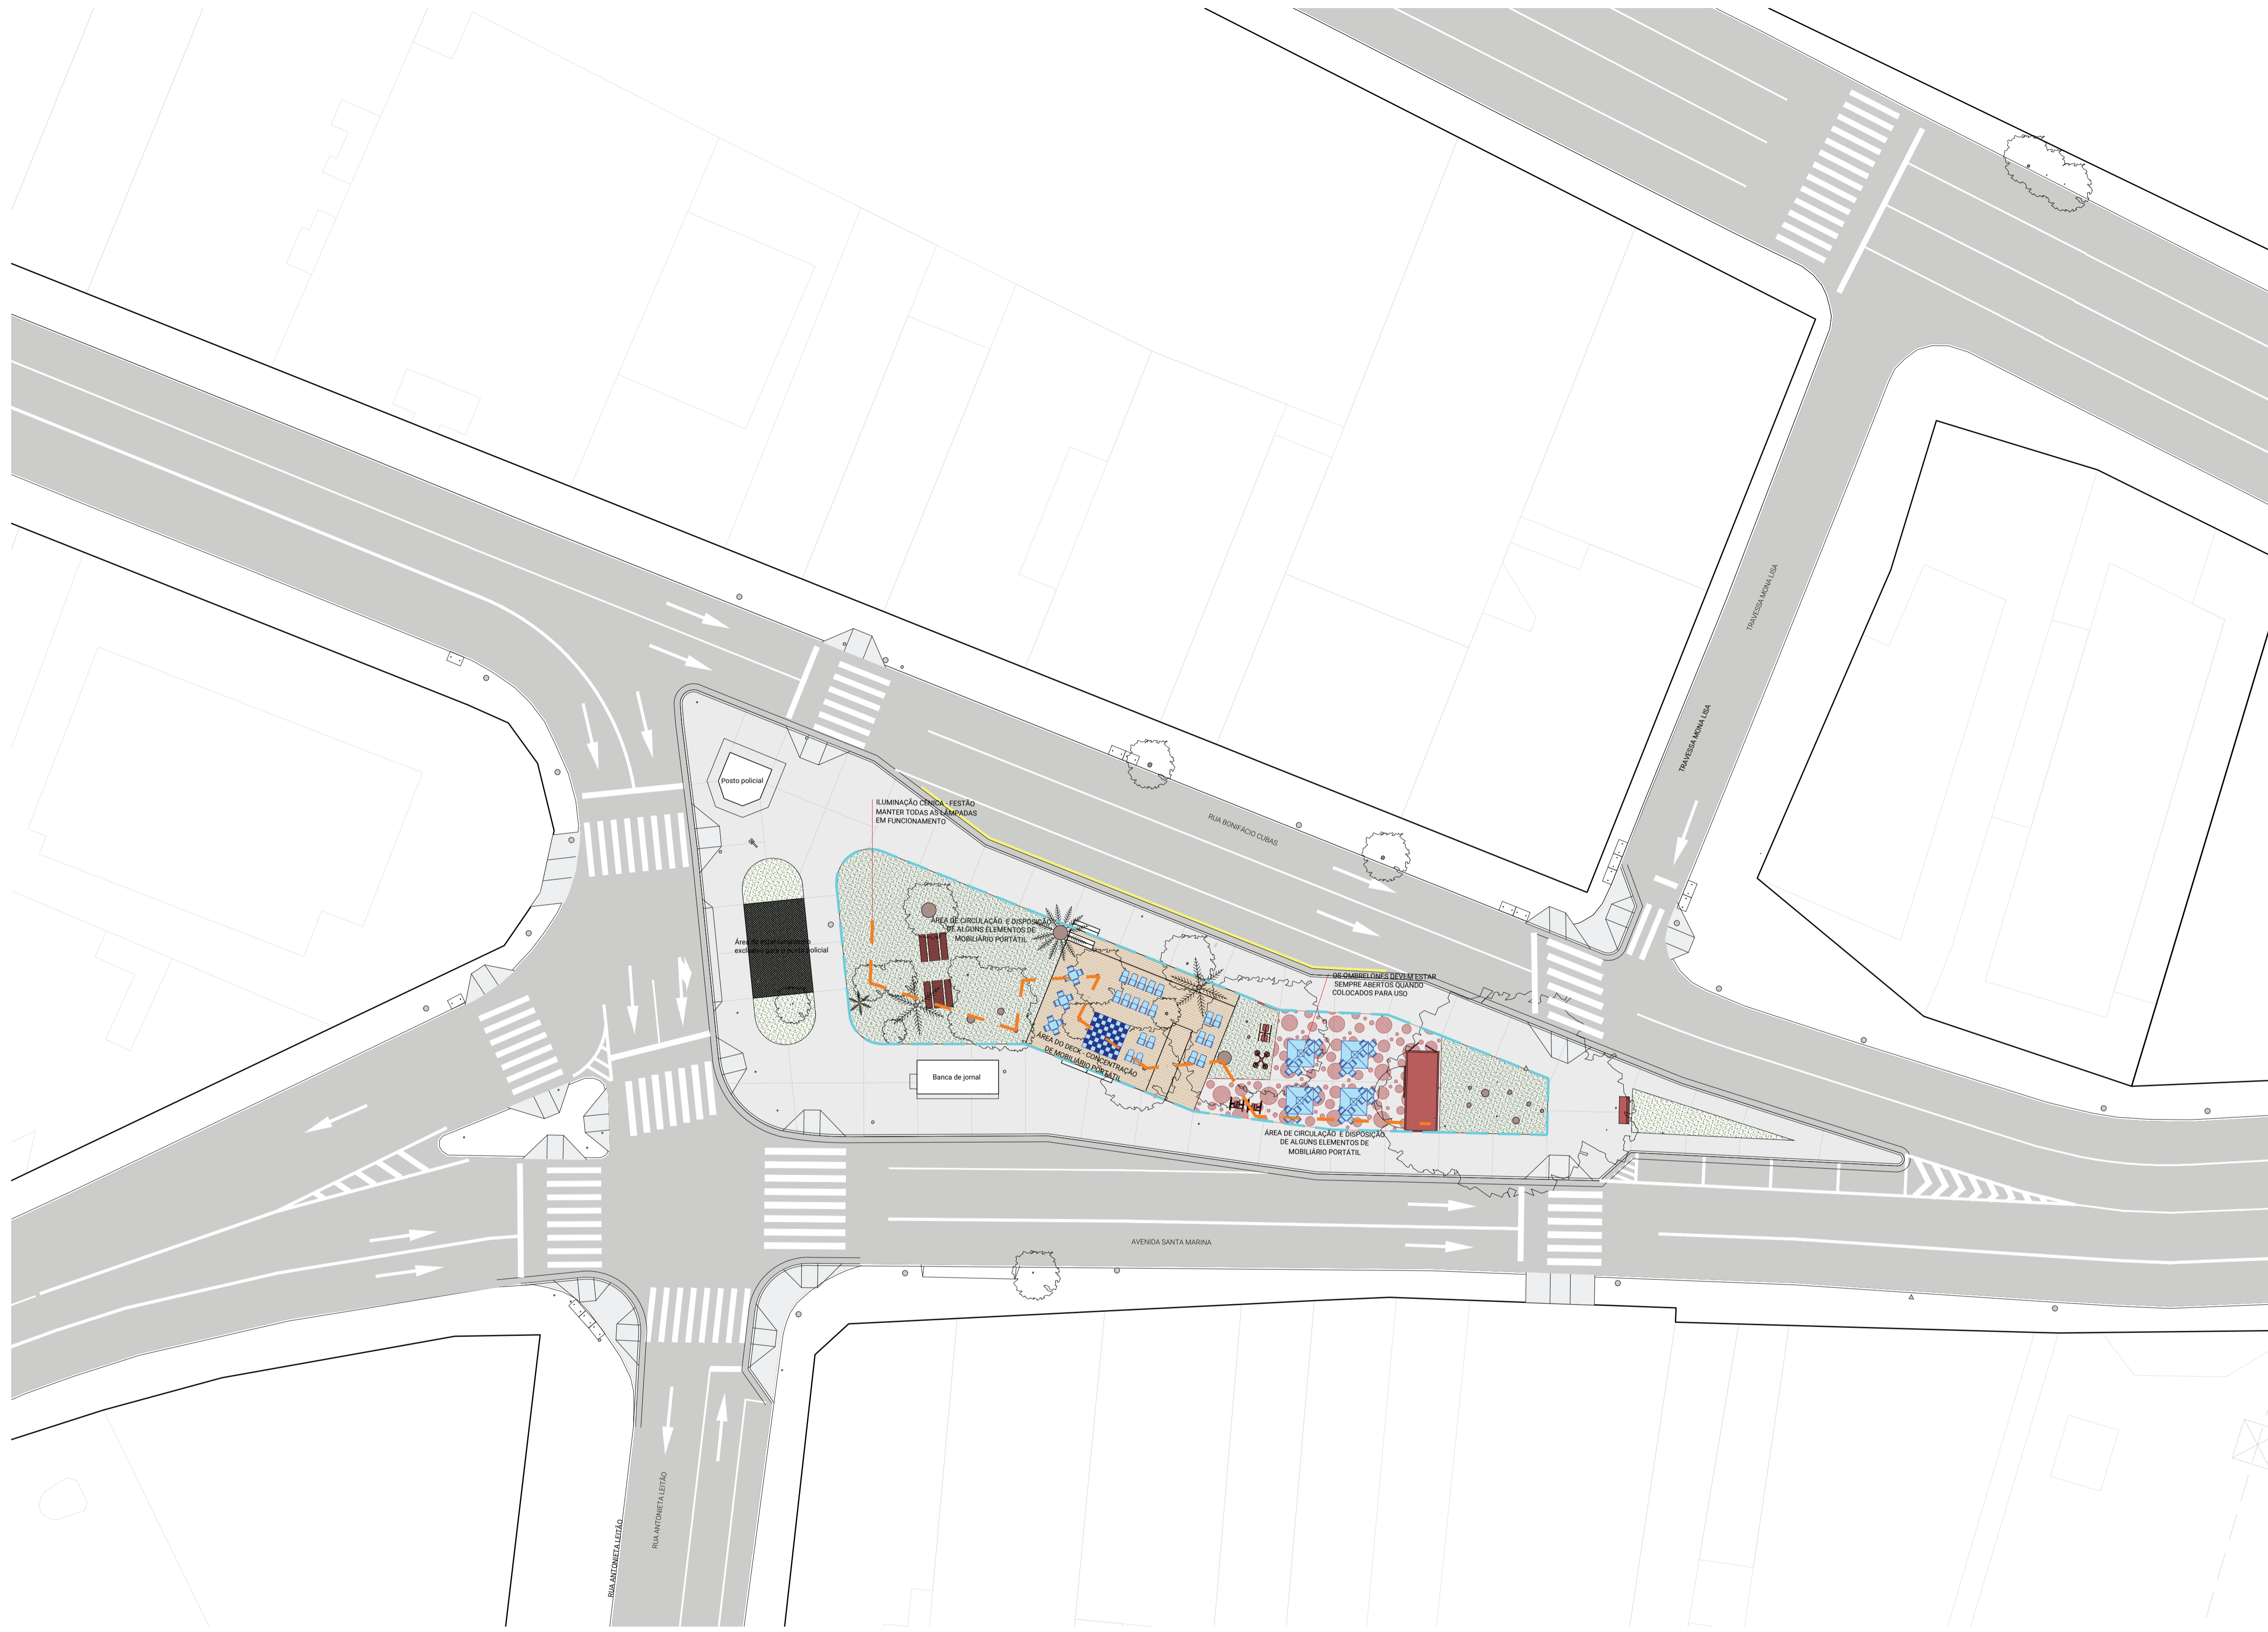 TRAVESSA MONA LISA
TRAVESSA MONA LISA
Posto policial
ILUMINAÇÃO CÊNICA - FESTÃO
MANTER TODAS AS LÂMPADAS
EM FUNCIONAMENTO
RUA BONIFÁCIO CUBAS
ÁREA DE CIRCULAÇÃO E DISPOSIÇÃO
DE ALGUNS ELEMENTOS DE
MOBILIÁRIO PORTÁTIL
Área de estacionamento
exclusivo para o posto policial
OS OMBRELONES DEVEM ESTAR
SEMPRE ABERTOS QUANDO
COLOCADOS PARA USO
ÁREA DO DECK - CONCENTRAÇÃO
DE MOBILIÁRIO PORTÁTIL
Banca de jornal
ÁREA DE CIRCULAÇÃO E DISPOSIÇÃO
DE ALGUNS ELEMENTOS DE
MOBILIÁRIO PORTÁTIL
AVENIDA SANTA MARINA
RUA ANTONIETA LEITÃO
RUA ANTONIETA LEITÃO